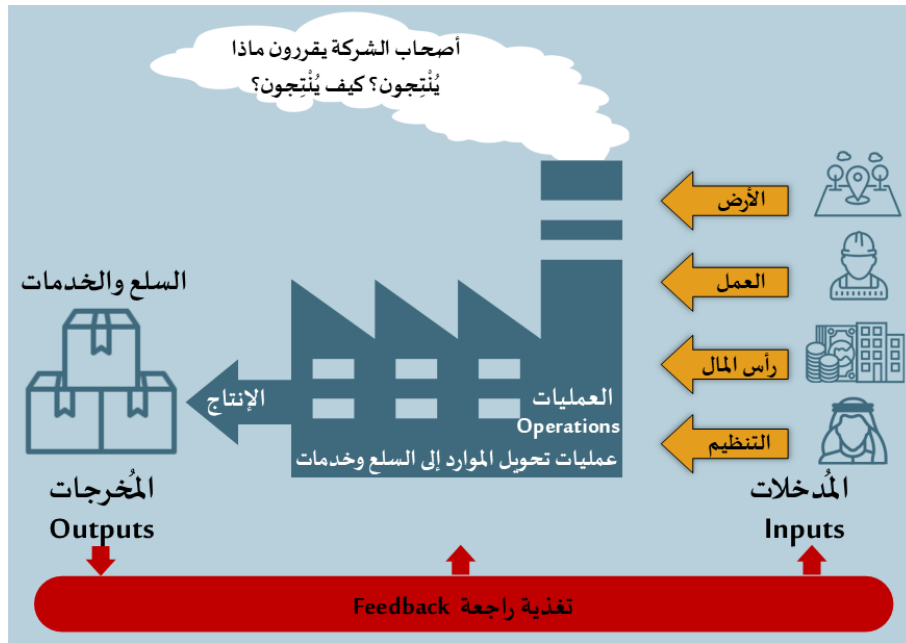 أصحاب الشركة يقررون ماذا
يُنْتِجون؟ كيف يُنْتِجون؟
الأرض
العمل
رأس المال
التنظيم
المُدخلات
Inputs
العمليات
Operations
عمليات تحويل الموارد إلى السلع وخدمات
الإنتاج
السلع والخدمات
المُخرجات
Outputs
تغذية راجعة Feedback